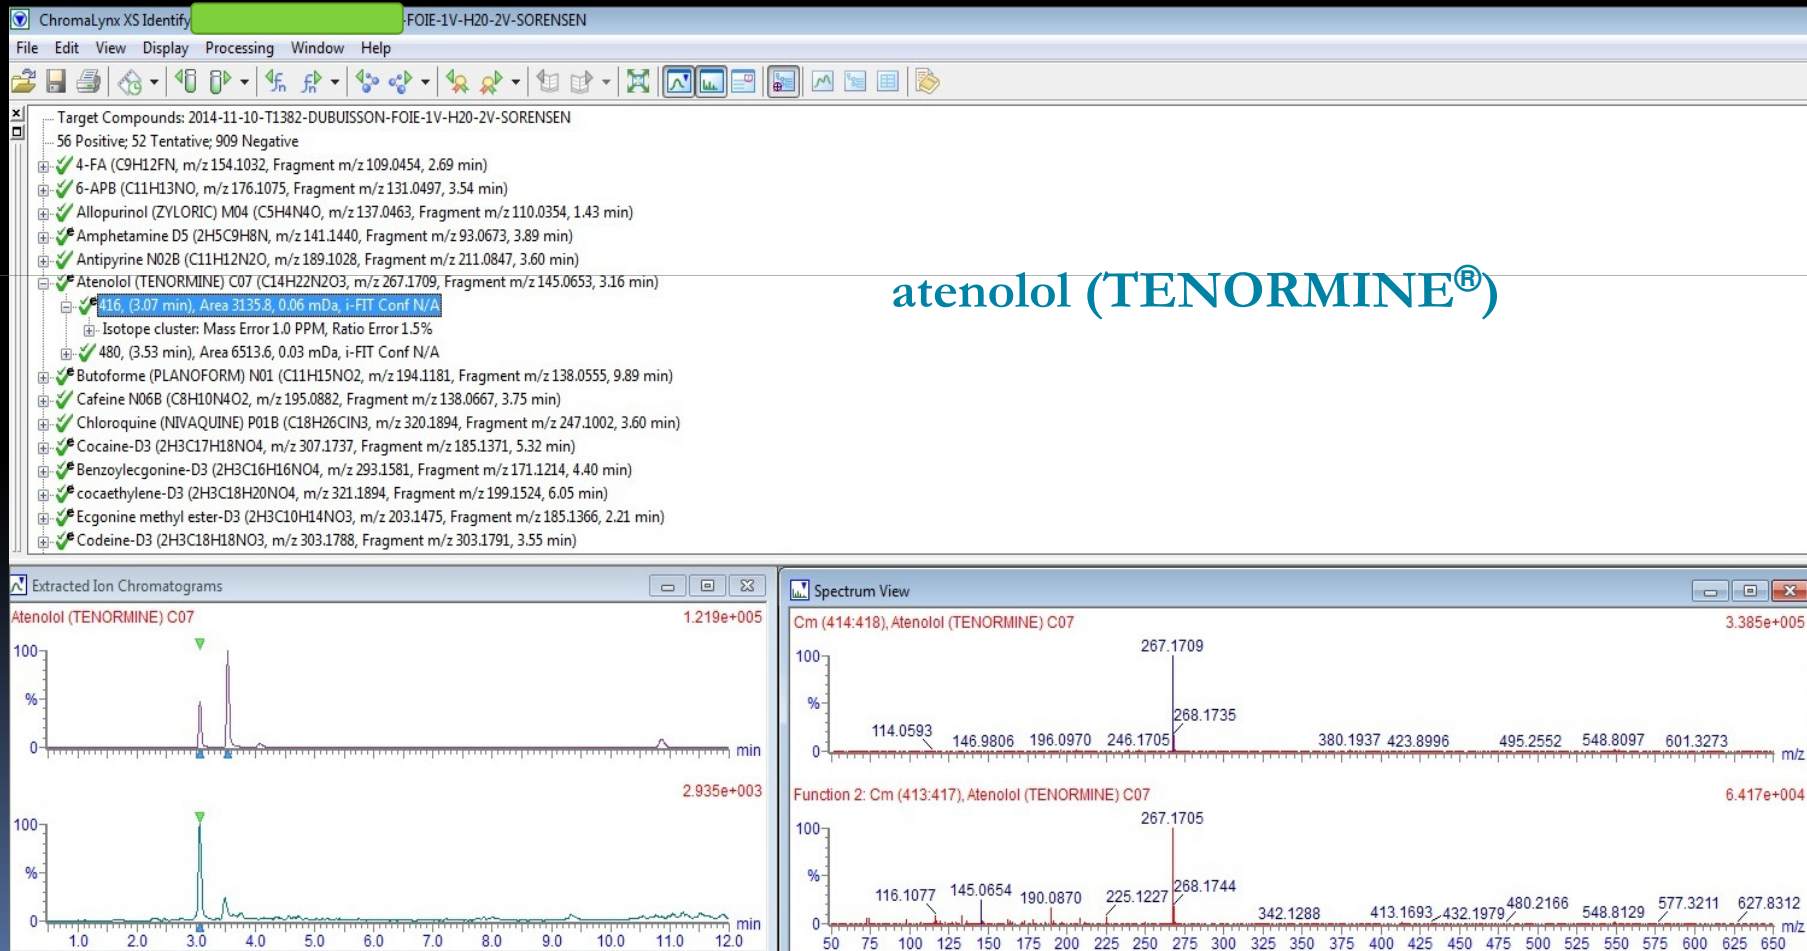 ChromaLynx XS Identify -FOIE-1V-H20-2V-SORENSEN
File Edit View Display Processing Window Help
Target Compounds: 2014-11-10-T1382-DUBUISSON-FOIE-1V-H20-2V-SORENSEN
56 Positive; 52 Tentative; 909 Negative
4-FA (C9H12FN, m/z 154.1032, Fragment m/z 109.0454, 2.69 min)
6-APB (C11H13NO, m/z 176.1075, Fragment m/z 131.0497, 3.54 min)
Allopurinol (ZYLORIC) M04 (C5H4N4O, m/z 137.0463, Fragment m/z 110.0354, 1.43 min)
Amphetamine D5 (2H5C9H8N, m/z 141.1440, Fragment m/z 93.0673, 3.89 min)
Antipyrine N02B (C11H12N2O, m/z 189.1028, Fragment m/z 211.0847, 3.60 min)
Atenolol (TENORMINE) C07 (C14H22N2O3, m/z 267.1709, Fragment m/z 145.0653, 3.16 min)
atenolol (TENORMINE®)
416, (3.07 min), Area 3135.8, 0.06 mDa, i-FIT Conf N/A
Isotope cluster: Mass Error 1.0 PPM, Ratio Error 1.5%
480, (3.53 min), Area 6513.6, 0.03 mDa, i-FIT Conf N/A
Butoforme (PLANOFORM) N01 (C11H15NO2, m/z 194.1181, Fragment m/z 138.0555, 9.89 min)
Cafeine N06B (C8H10N4O2, m/z 195.0882, Fragment m/z 138.0667, 3.75 min)
Chloroquine (NIVAQUINE) P01B (C18H26ClN3, m/z 320.1894, Fragment m/z 247.1002, 3.60 min)
Cocaine-D3 (2H3C17H18NO4, m/z 307.1737, Fragment m/z 185.1371, 5.32 min)
Benzoylecgonine-D3 (2H3C16H16NO4, m/z 293.1581, Fragment m/z 171.1214, 4.40 min)
cocaethylene-D3 (2H3C18H20NO4, m/z 321.1894, Fragment m/z 199.1524, 6.05 min)
Ecgonine methyl ester-D3 (2H3C10H14NO3, m/z 203.1475, Fragment m/z 185.1366, 2.21 min)
Codeine-D3 (2H3C18H18NO3, m/z 303.1788, Fragment m/z 303.1791, 3.55 min)
Extracted Ion Chromatograms
Atenolol (TENORMINE) C07 1.219e+005
100
%
0
min
2.935e+003
100
%
0
min
1.0 2.0 3.0 4.0 5.0 6.0 7.0 8.0 9.0 10.0 11.0 12.0
Spectrum View
Cm (414:418), Atenolol (TENORMINE) C07 3.385e+005
267.1709
100
%
268.1735
114.0593 146.9806 196.0970 246.1705 380.1937 423.8996 495.2552 548.8097 601.3273
0
m/z
Function 2: Cm (413:417), Atenolol (TENORMINE) C07 6.417e+004
267.1705
100
%
116.1077 145.0654 190.0870 225.1227 268.1744 342.1288 413.1693 432.1979 480.2166 548.8129 577.3211 627.8312
0
m/z
50 75 100 125 150 175 200 225 250 275 300 325 350 375 400 425 450 475 500 525 550 575 600 625 650